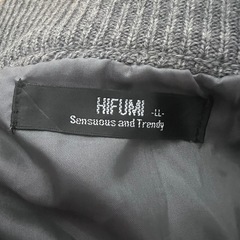 HIFUMI -LL-
Sensuous and Trendy